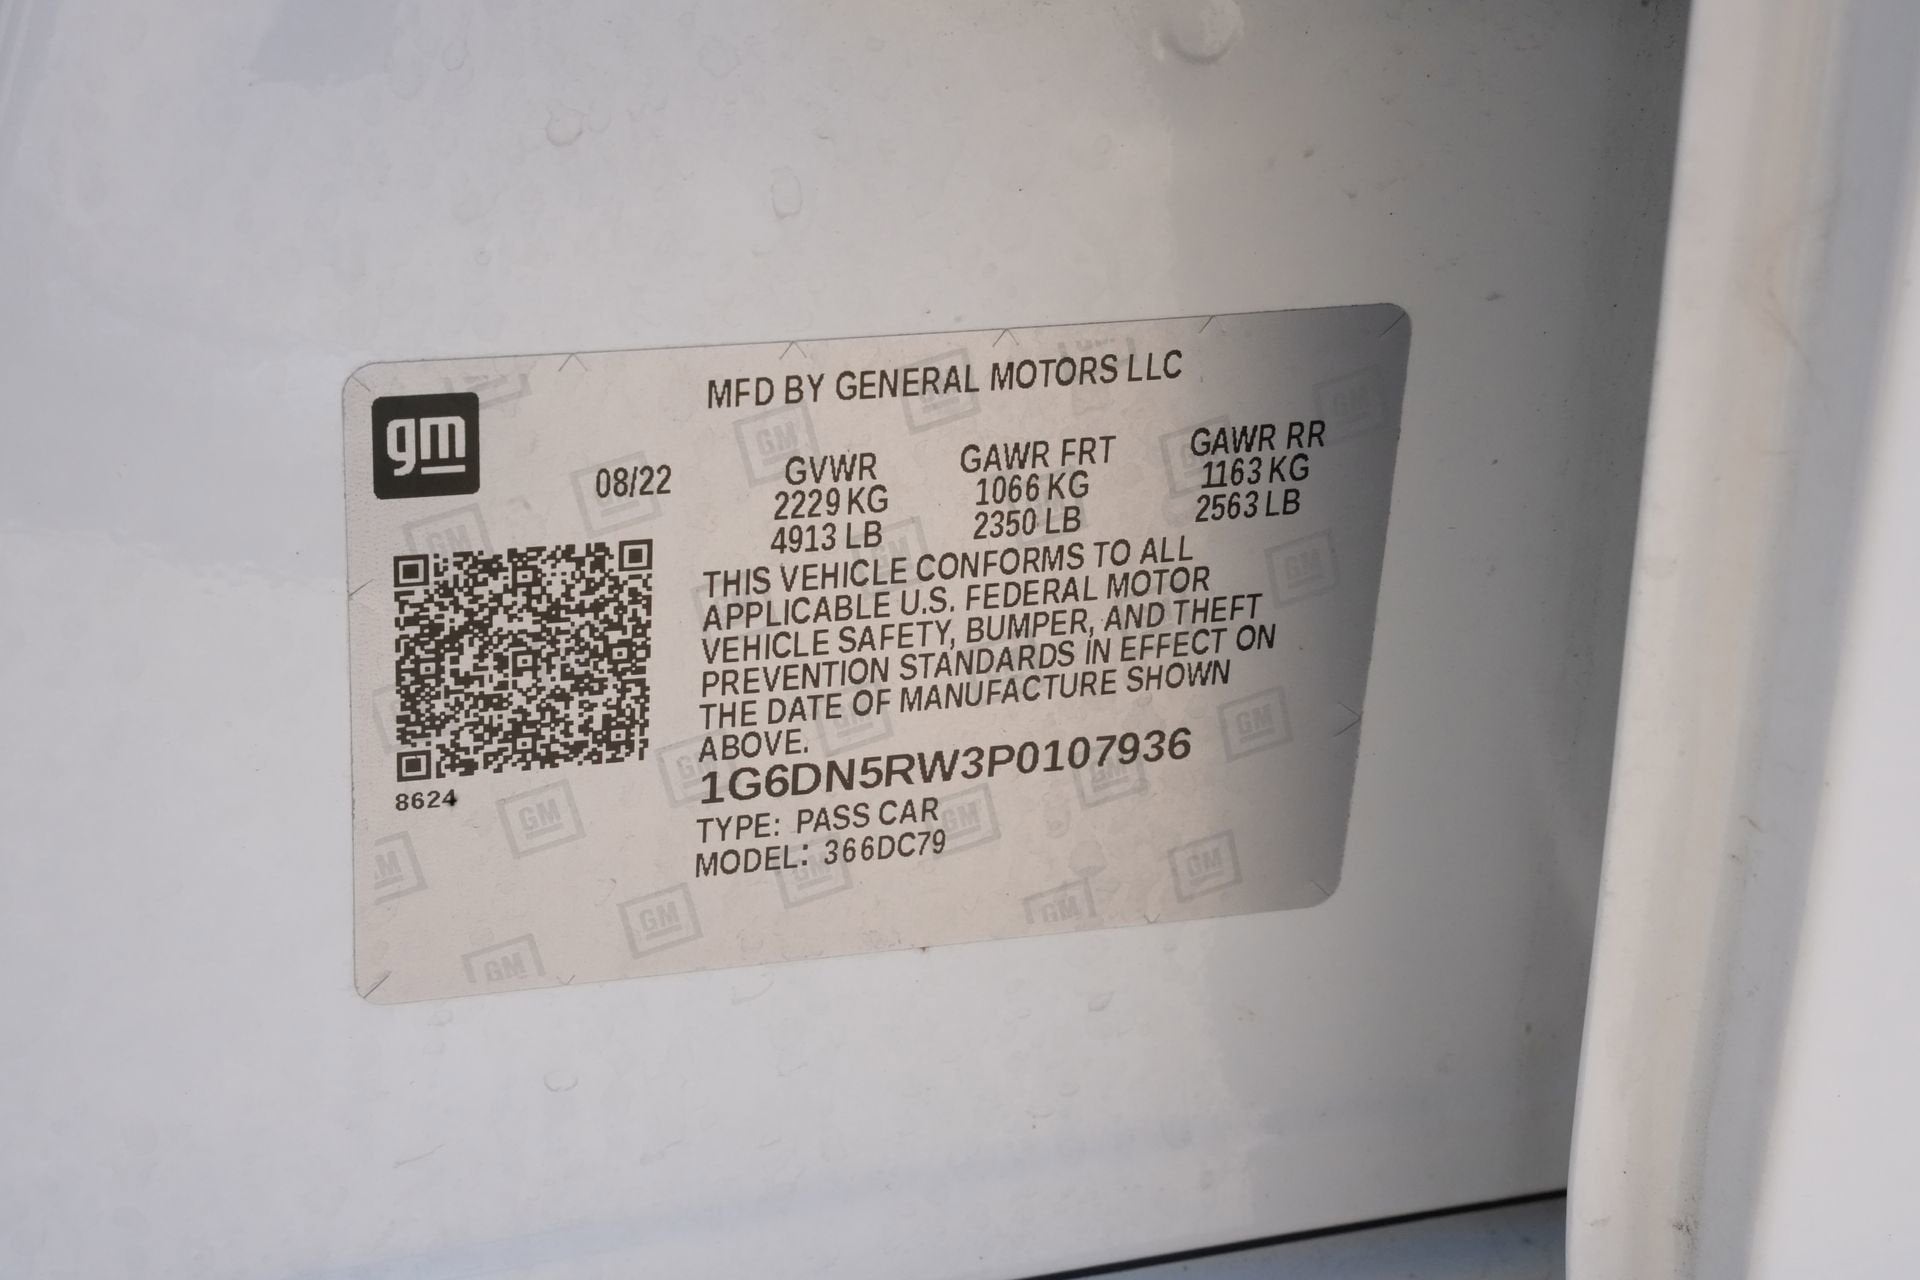 gm
MFD BY GENERAL MOTORS LLC
08/22
GVWR
2229 KG
4913 LB
GAWR FRT
1066 KG
2350 LB
GAWR RR
1163 KG
2563 LB
THIS VEHICLE CONFORMS TO ALL
APPLICABLE U.S. FEDERAL MOTOR
VEHICLE SAFETY, BUMPER, AND THEFT
PREVENTION STANDARDS IN EFFECT ON
THE DATE OF MANUFACTURE SHOWN
ABOVE.
1G6DN5RW3P0107936
TYPE: PASS CAR
MODEL: 366DC79
8624